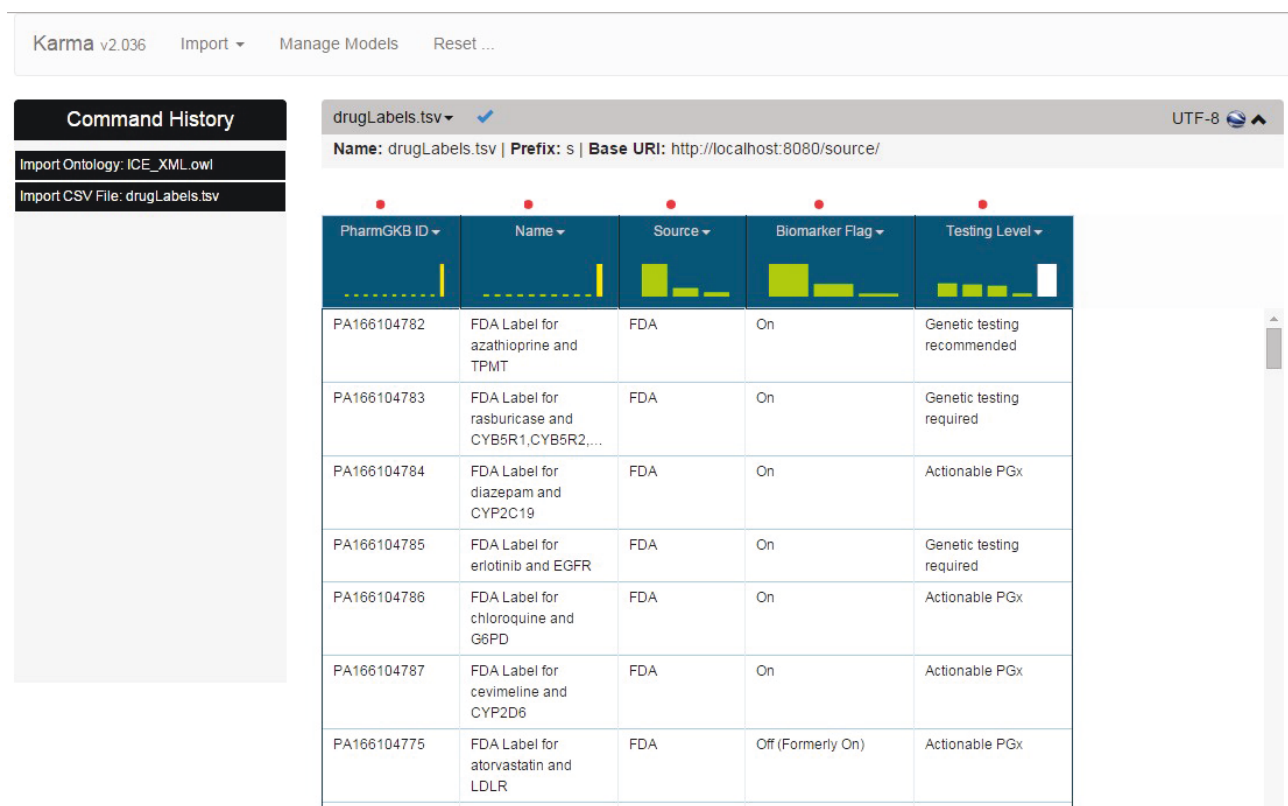 Karma v2.036 Import Manage Models Reset ...
Command History
Import Ontology: ICE_XML.owl
Import CSV File: drugLabels.tsv
drugLabels.tsv UTF-8
Name: drugLabels.tsv | Prefix: s | Base URI: http://localhost:8080/source/
PharmGKB ID Name Source Biomarker Flag Testing Level
PA166104782 FDA Label for FDA On Genetic testing
azathioprine and recommended
TPMT
PA166104783 FDA Label for FDA On Genetic testing
rasburicase and required
CYB5R1,CYB5R2,...
PA166104784 FDA Label for FDA On Actionable PGx
diazepam and
CYP2C19
PA166104785 FDA Label for FDA On Genetic testing
erlotinib and EGFR required
PA166104786 FDA Label for FDA On Actionable PGx
chloroquine and
G6PD
PA166104787 FDA Label for FDA On Actionable PGx
cevimeline and
CYP2D6
PA166104775 FDA Label for FDA Off (Formerly On) Actionable PGx
atorvastatin and
LDLR